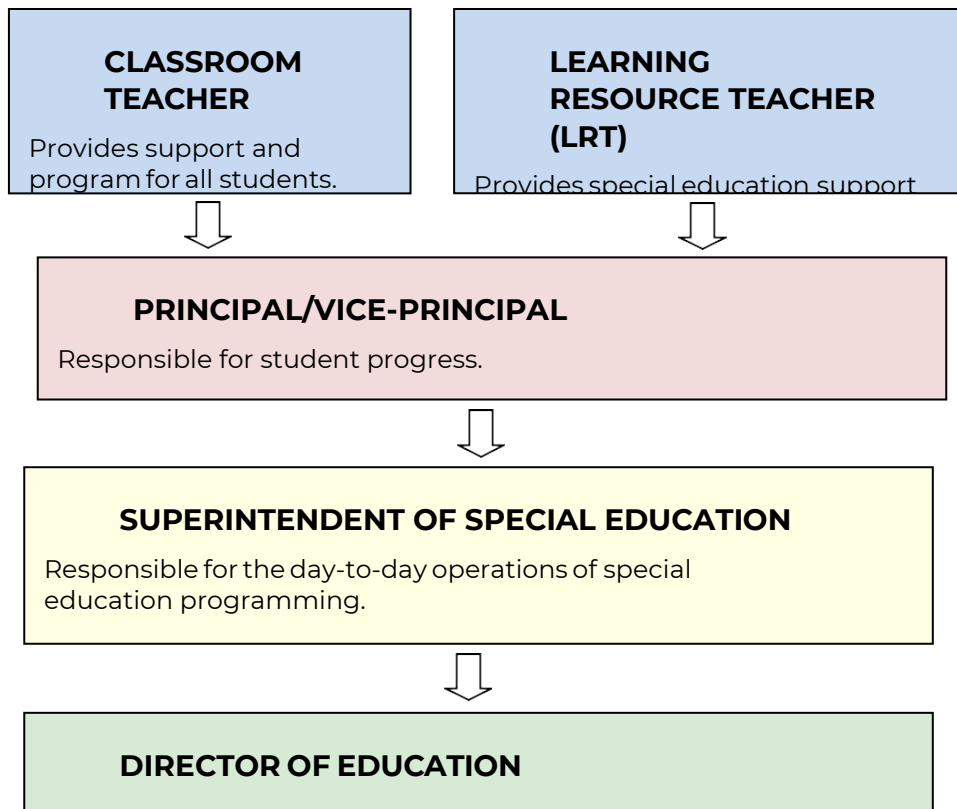 CLASSROOM
TEACHER
Provides support and
program for all students.
LEARNING
RESOURCE TEACHER
(LRT)
Provides special education support
PRINCIPAL/VICE-PRINCIPAL
Responsible for student progress.
SUPERINTENDENT OF SPECIAL EDUCATION
Responsible for the day-to-day operations of special
education programming.
DIRECTOR OF EDUCATION